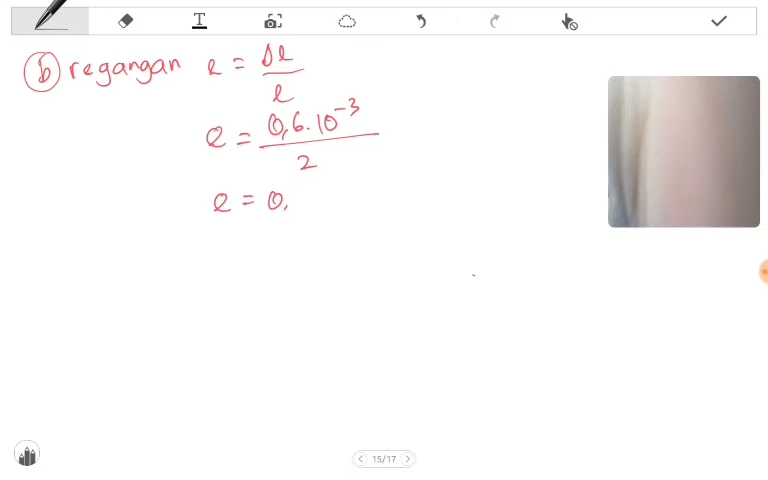 T
b regangan e = Δl / l
e = 0,6 · 10⁻³ / 2
e = 0,
15/17